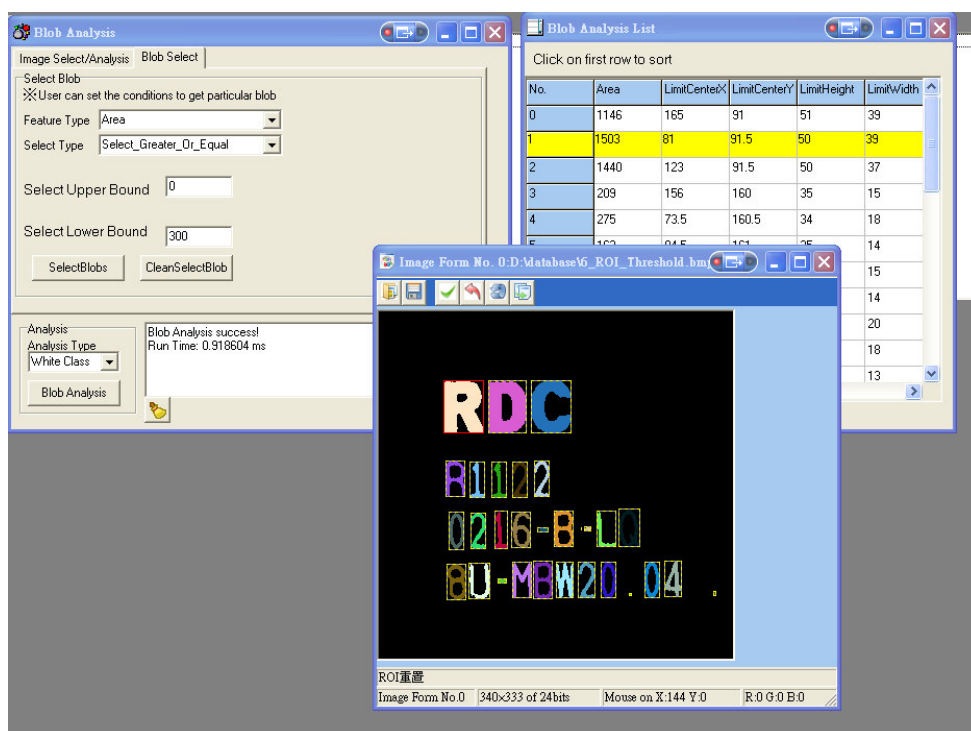 Blob Analysis
Image Select/Analysis Blob Select
Select Blob
※User can set the conditions to get particular blob
Feature Type Area
Select Type Select_Greater_Or_Equal
Select Upper Bound 0
Select Lower Bound 300
SelectBlobs CleanSelectBlob
Analysis
Analysis Type
White Class
Blob Analysis
Blob Analysis success!
Run Time: 0.918604 ms
Blob Analysis List
Click on first row to sort
No. Area LimitCenterX LimitCenterY LimitHeight LimitWidth
0 1146 165 91 51 39
1 1503 81 91.5 50 39
2 1440 123 91.5 50 37
3 209 156 160 35 15
4 275 73.5 160.5 34 18
14
15
14
20
18
13
Image Form No. 0:D:\database\6_ROI_Threshold.bm
RDC
81122
0216-B-LQ
8U-MBW20.04 .
ROI重置
Image Form No.0 340×333 of 24bits Mouse on X:144 Y:0 R:0 G:0 B:0